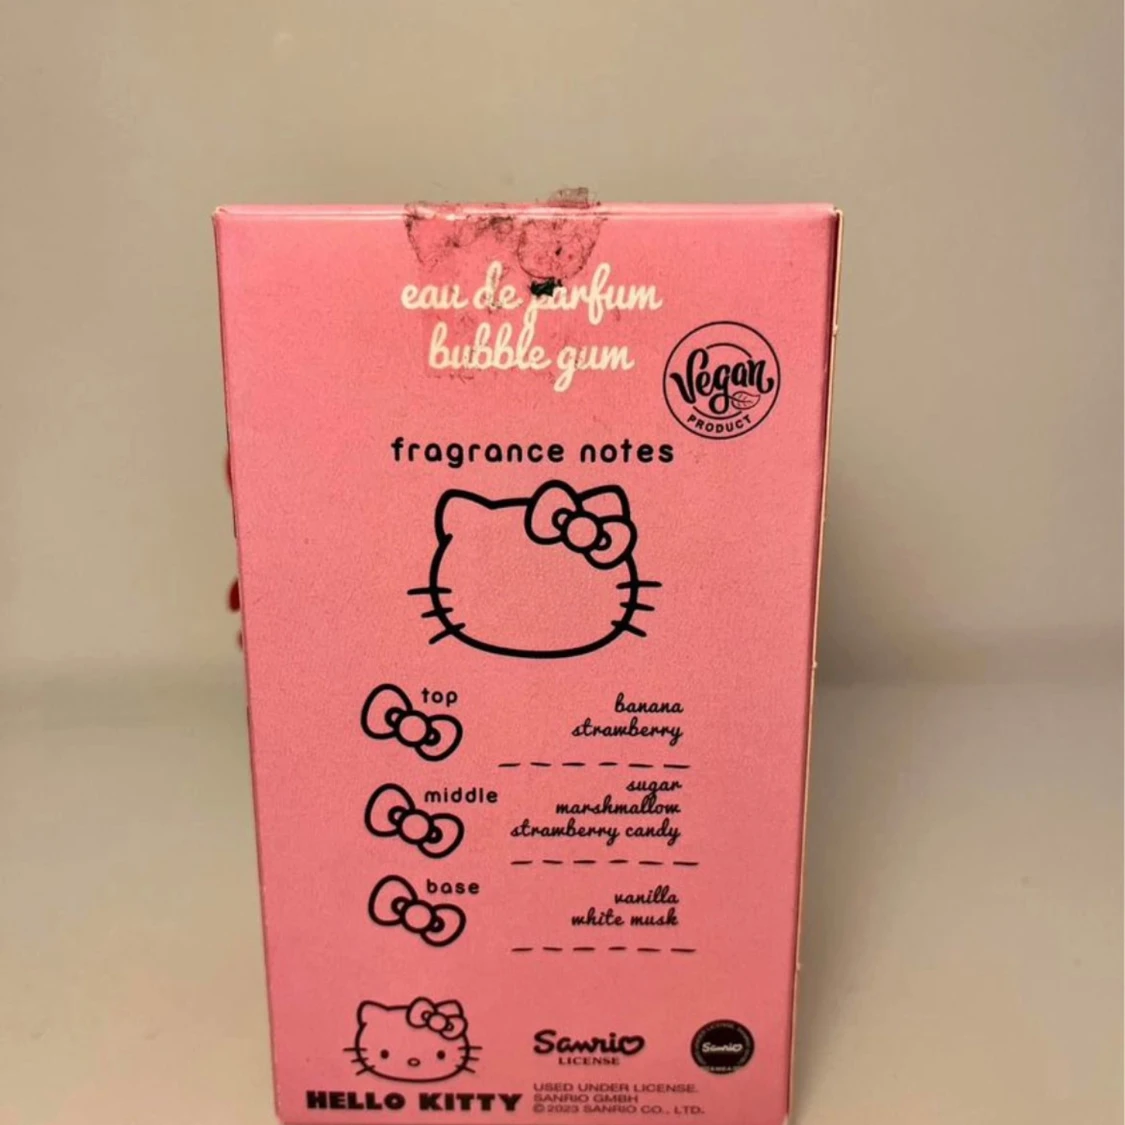 eau de parfum
bubble gum
Vegan
PRODUCT
fragrance notes
top
banana
strawberry
middle
sugar
marshmallow
strawberry candy
base
vanilla
white musk
Sanrio
LICENSE
Sanrio
HELLO KITTY
USED UNDER LICENSE.
SANRIO GMBH
© 2023 SANRIO CO., LTD.